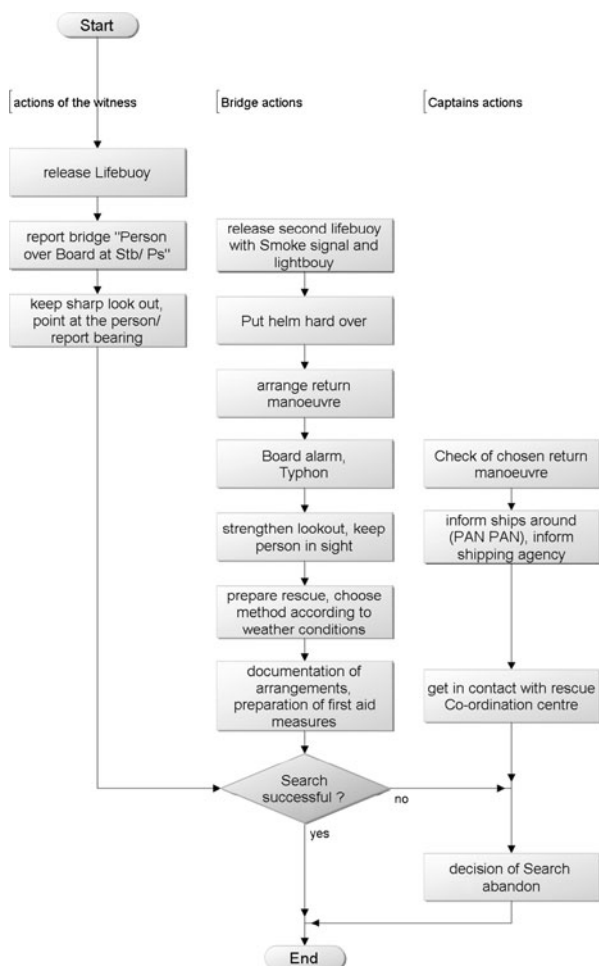 Start
actions of the witness
Bridge actions
Captains actions
release Lifebuoy
report bridge "Person
over Board at Stb/ Ps"
keep sharp look out,
point at the person/
report bearing
release second lifebuoy
with Smoke signal and
lightbouy
Put helm hard over
arrange return
manoeuvre
Board alarm,
Typhon
strengthen lookout, keep
person in sight
prepare rescue, choose
method according to
weather conditions
documentation of
arrangements,
preparation of first aid
measures
Check of chosen return
manoeuvre
inform ships around
(PAN PAN), inform
shipping agency
get in contact with rescue
Co-ordination centre
Search
successful ?
no
yes
decision of Search
abandon
End